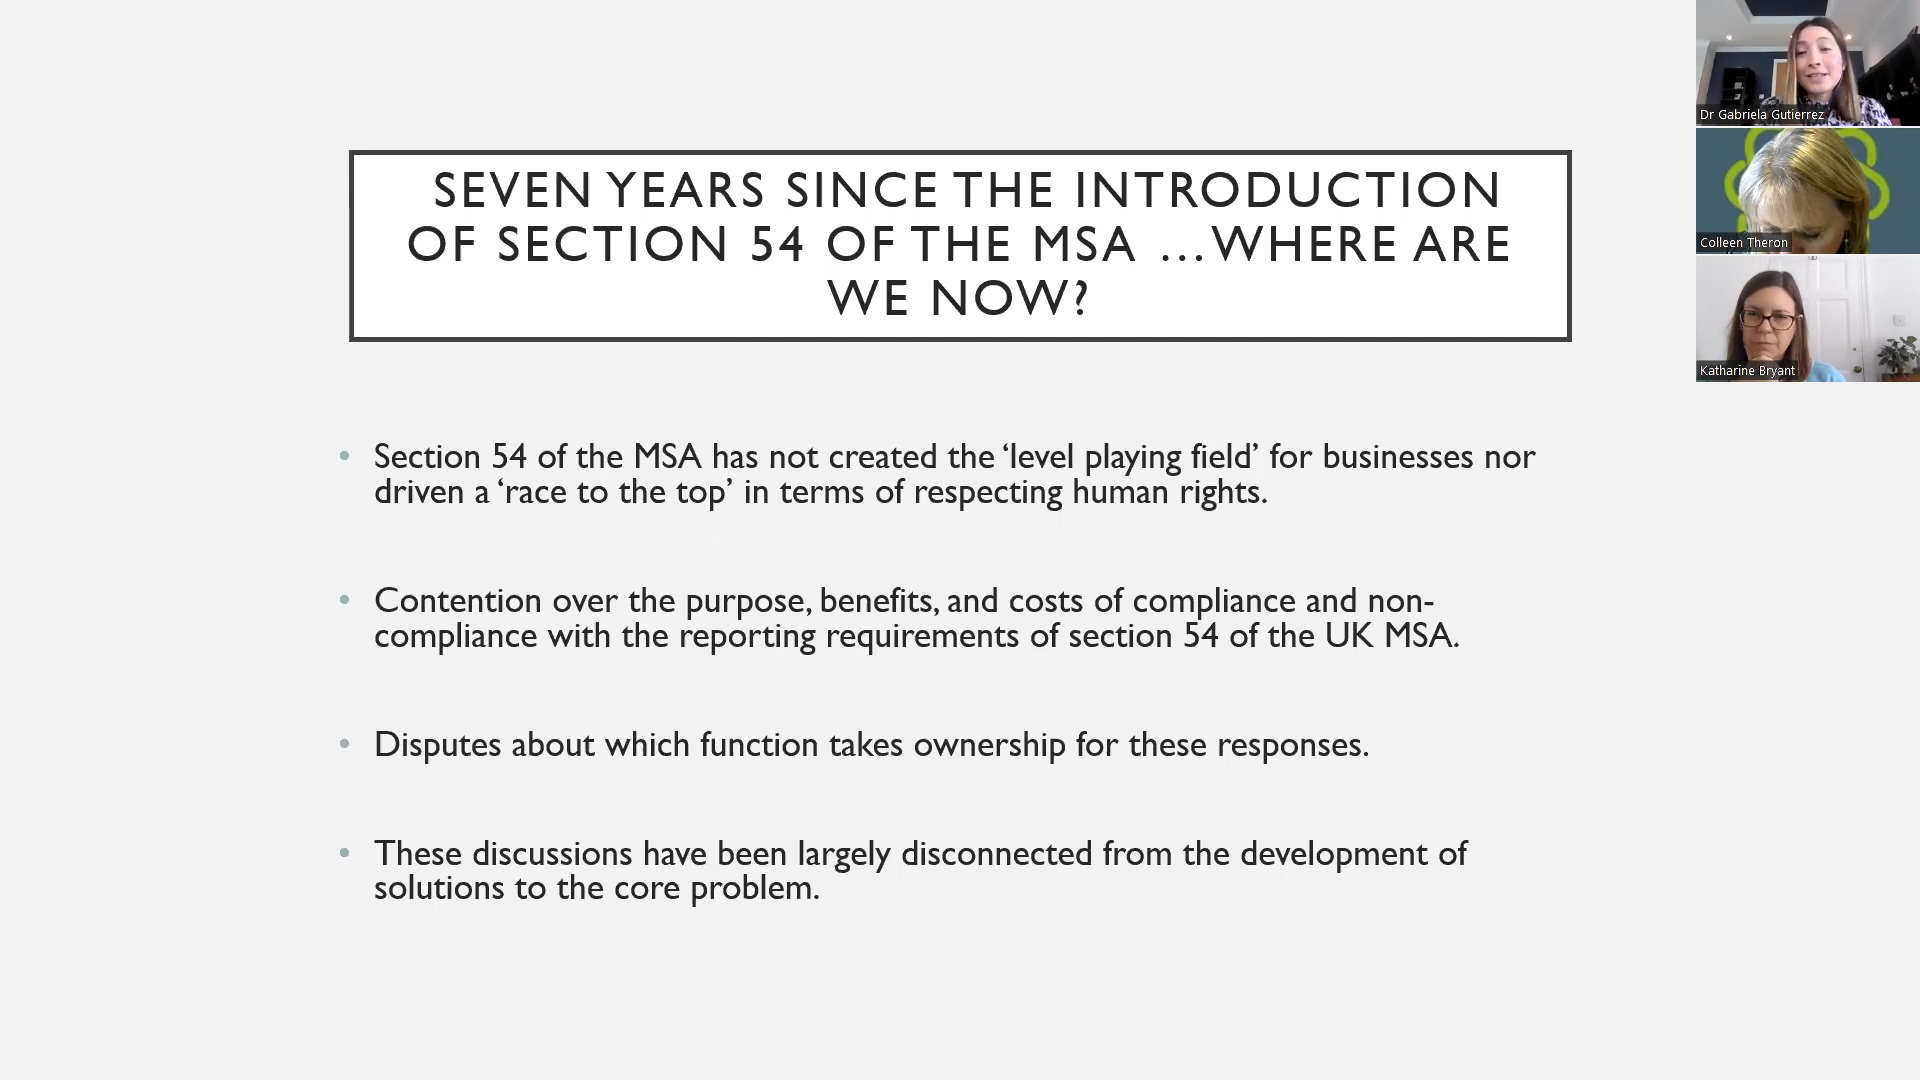 SEVEN YEARS SINCE THE INTRODUCTION
OF SECTION 54 OF THE MSA …WHERE ARE
WE NOW?
• Section 54 of the MSA has not created the ‘level playing field’ for businesses nor
driven a ‘race to the top’ in terms of respecting human rights.
• Contention over the purpose, benefits, and costs of compliance and non-
compliance with the reporting requirements of section 54 of the UK MSA.
• Disputes about which function takes ownership for these responses.
• These discussions have been largely disconnected from the development of
solutions to the core problem.
Dr Gabriela Gutierrez
Colleen Theron
Katharine Bryant